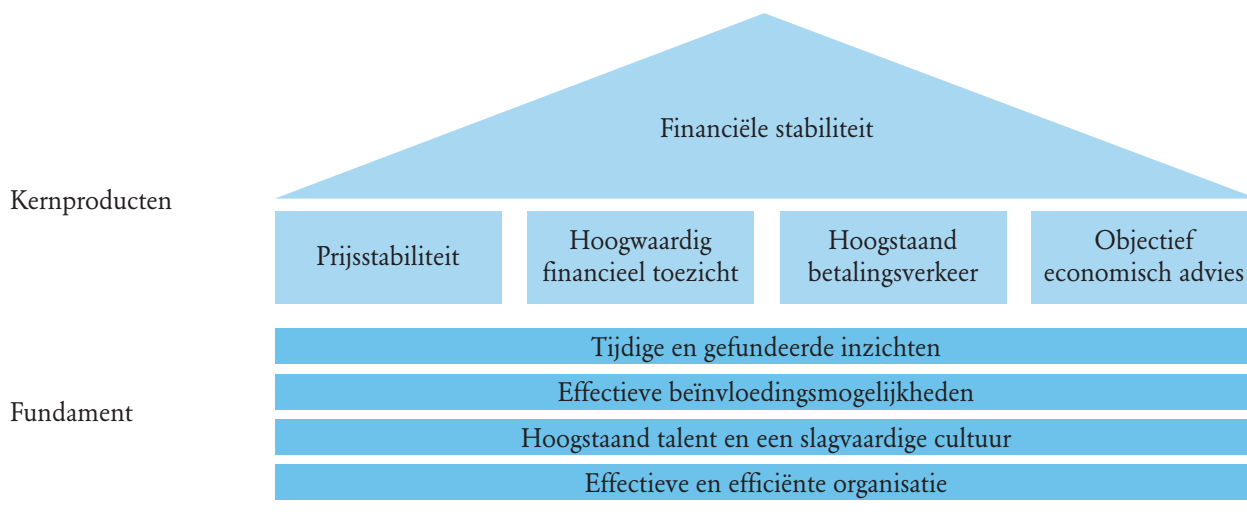 Financiële stabiliteit
Kernproducten
Prijsstabiliteit
Hoogwaardig
financieel toezicht
Hoogstaand
betalingsverkeer
Objectief
economisch advies
Tijdige en gefundeerde inzichten
Effectieve beïnvloedingsmogelijkheden
Fundament
Hoogstaand talent en een slagvaardige cultuur
Effectieve en efficiënte organisatie